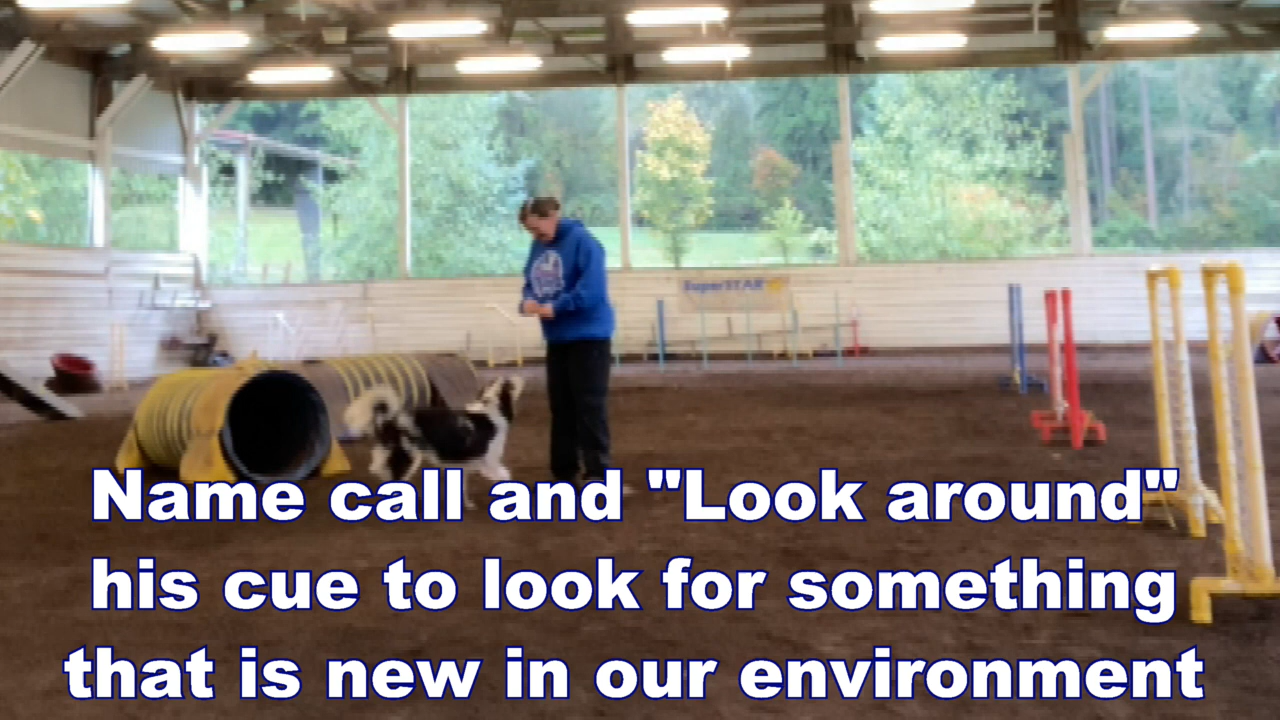 SuperSTAR
Name call and "Look around"
his cue to look for something
that is new in our environment